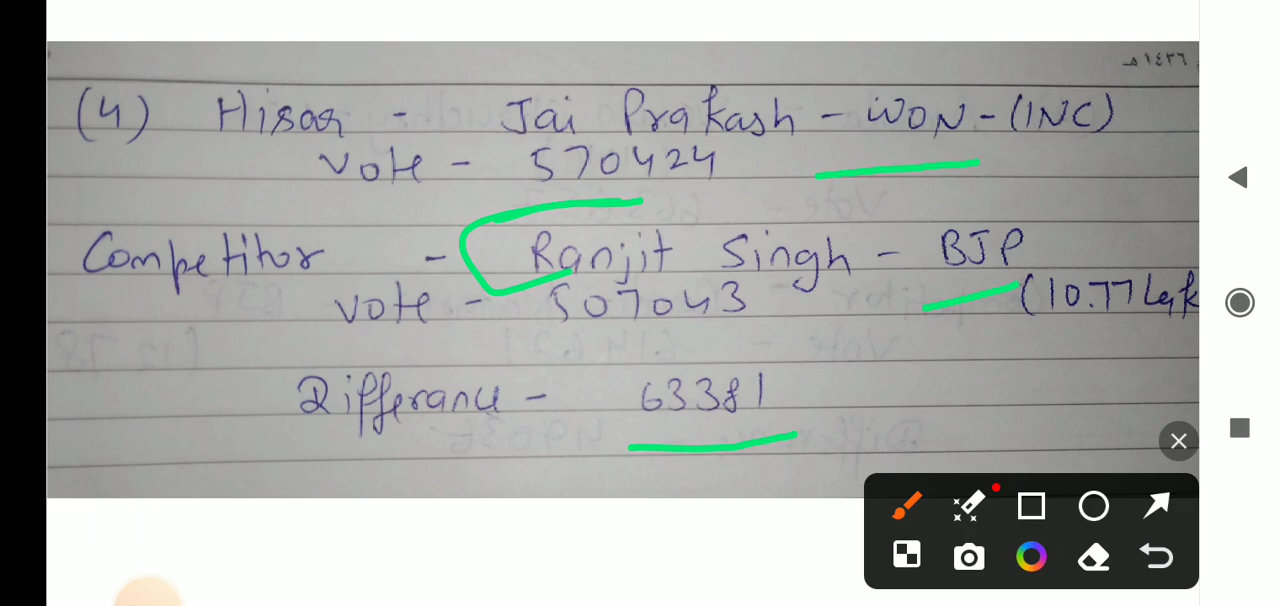 ١٤٣٦هـ
(4) Hisar - Jai Prakash - WON - (INC)
vote - 570424
Competitor - Ranjit Singh - BJP
vote - 507043 (10.77 Lak
Differance - 63381